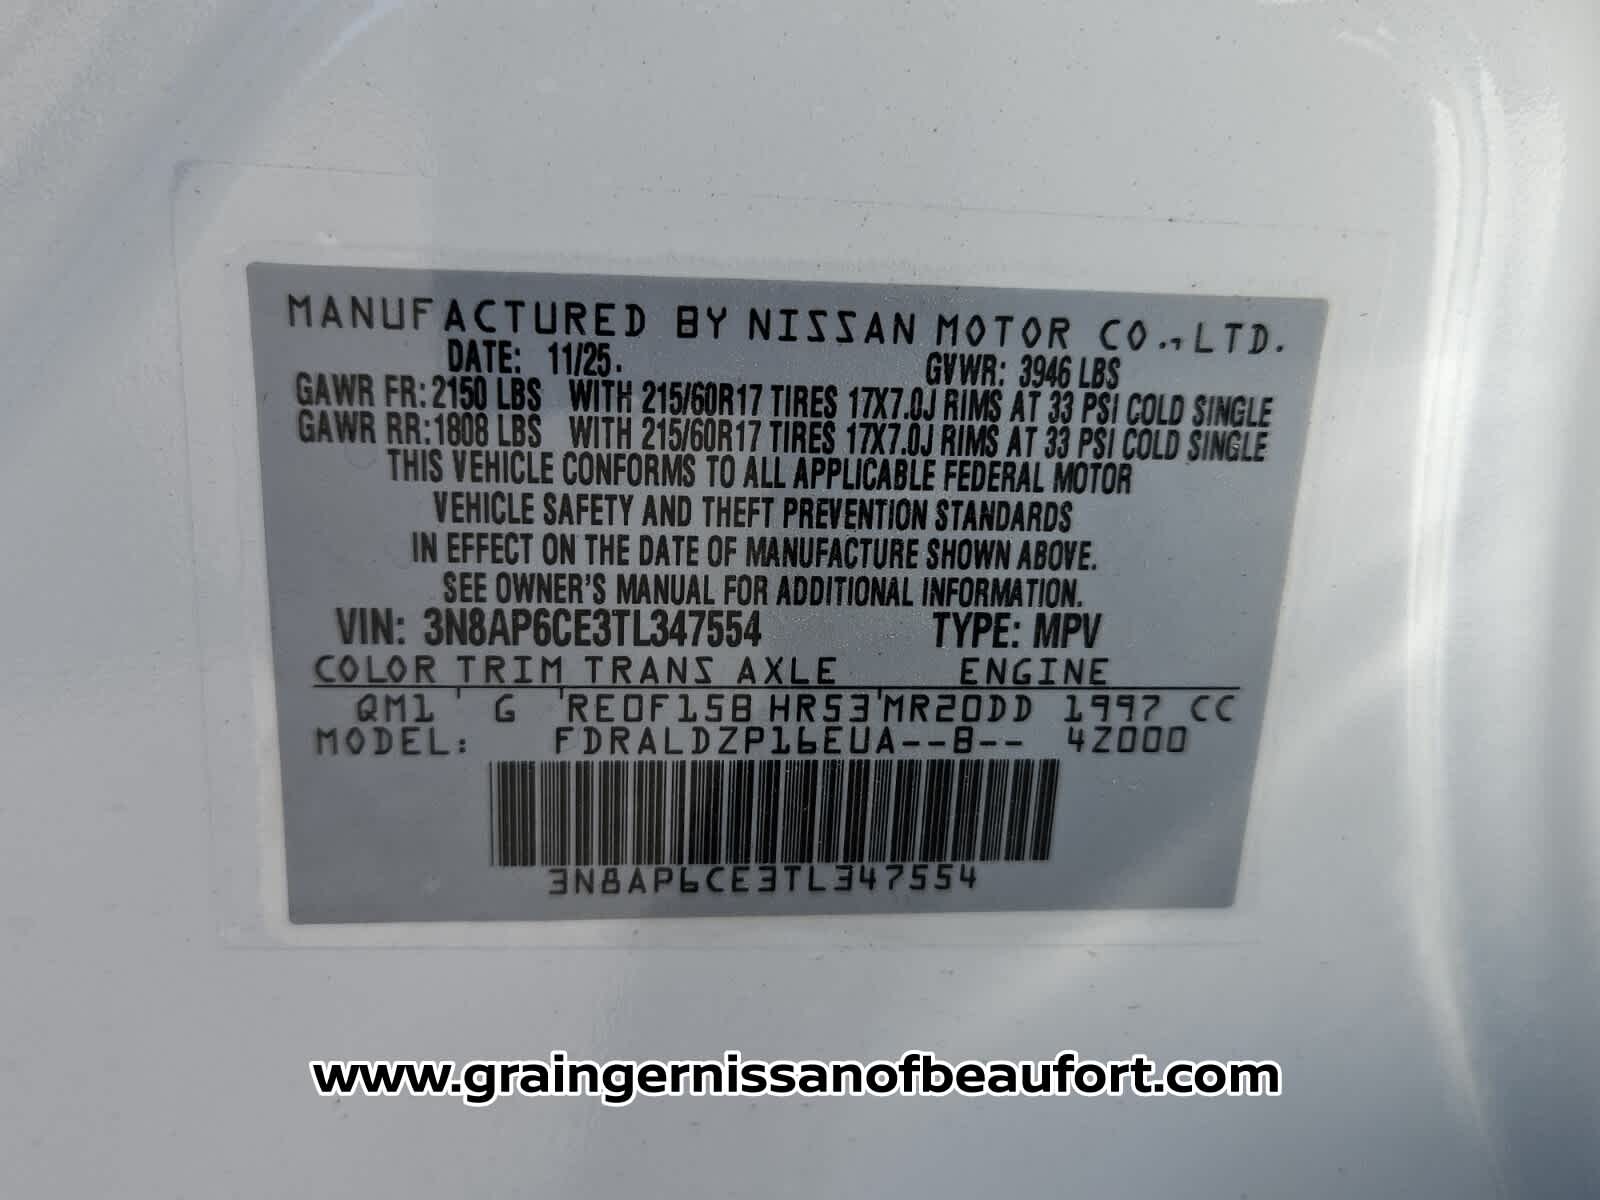 MANUFACTURED BY NISSAN MOTOR CO., LTD.
DATE: 11/25. GVWR: 3946 LBS
GAWR FR: 2150 LBS WITH 215/60R17 TIRES 17X7.0J RIMS AT 33 PSI COLD SINGLE
GAWR RR: 1808 LBS WITH 215/60R17 TIRES 17X7.0J RIMS AT 33 PSI COLD SINGLE
THIS VEHICLE CONFORMS TO ALL APPLICABLE FEDERAL MOTOR
VEHICLE SAFETY AND THEFT PREVENTION STANDARDS
IN EFFECT ON THE DATE OF MANUFACTURE SHOWN ABOVE.
SEE OWNER'S MANUAL FOR ADDITIONAL INFORMATION.
VIN: 3N8AP6CE3TL347554 TYPE: MPV
COLOR TRIM TRANS AXLE ENGINE
QM1 G RE0F15B HR53 MR20DD 1997 CC
MODEL: FDRALDZP16EUA--B-- 4Z000
3N8AP6CE3TL347554
www.graingernissanofbeaufort.com